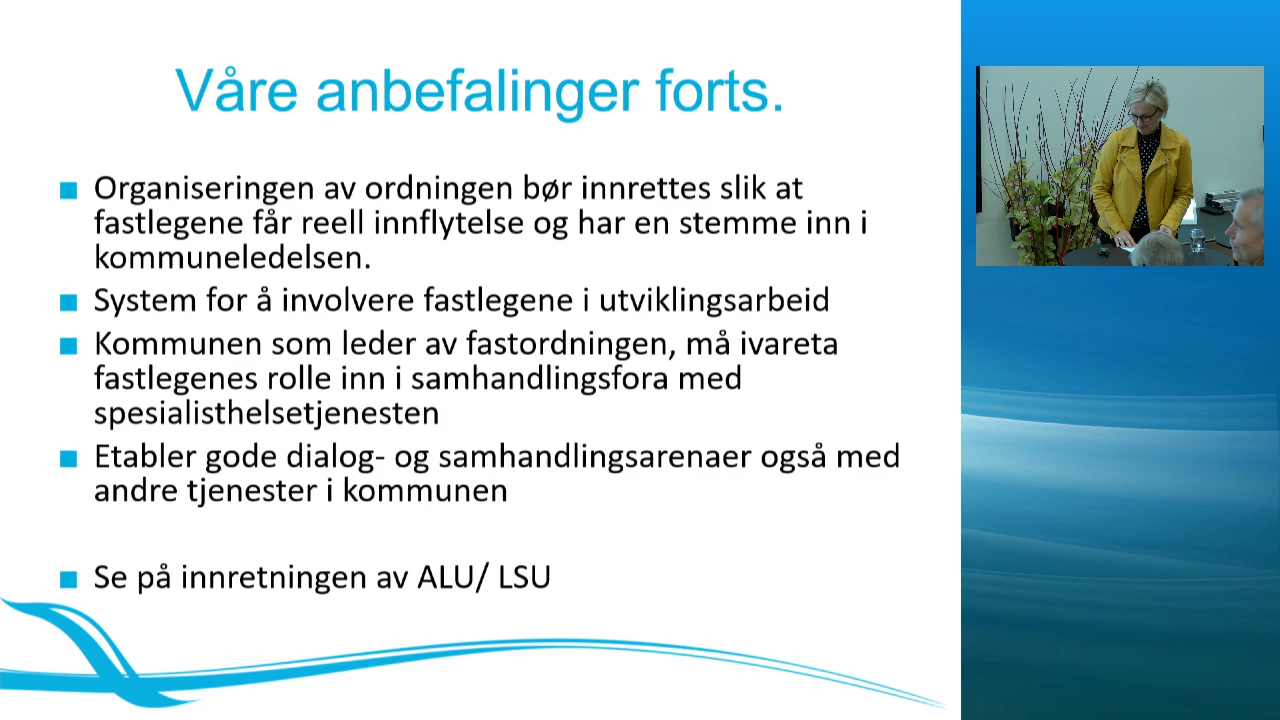 Våre anbefalinger forts.
Organiseringen av ordningen bør innrettes slik at
fastlegene får reell innflytelse og har en stemme inn i
kommuneledelsen.
System for å involvere fastlegene i utviklingsarbeid
Kommunen som leder av fastordningen, må ivareta
fastlegenes rolle inn i samhandlingsfora med
spesialisthelsetjenesten
Etabler gode dialog- og samhandlingsarenaer også med
andre tjenester i kommunen
Se på innretningen av ALU/ LSU